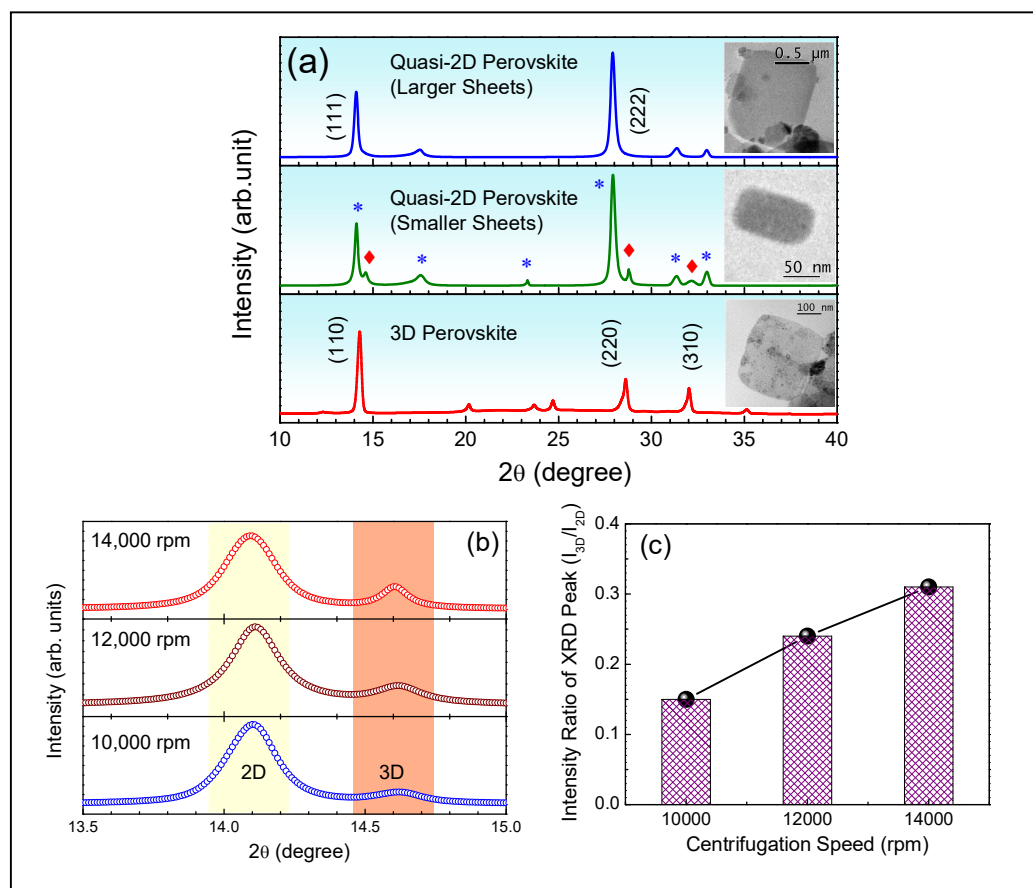 (a)
Quasi-2D Perovskite
(Larger Sheets)
(111)
(222)
0.5 µm
Quasi-2D Perovskite
(Smaller Sheets)
*
*
*
*
*
*
♦
♦
♦
50 nm
3D Perovskite
(110)
(220)
(310)
100 nm
Intensity (arb.unit)
10 15 20 25 30 35 40
2θ (degree)
(b)
14,000 rpm
12,000 rpm
10,000 rpm
2D 3D
Intensity (arb. units)
13.5 14.0 14.5 15.0
2θ (degree)
(c)
Intensity Ratio of XRD Peak (I3D/I2D)
0.4
0.3
0.2
0.1
0.0
10000 12000 14000
Centrifugation Speed (rpm)